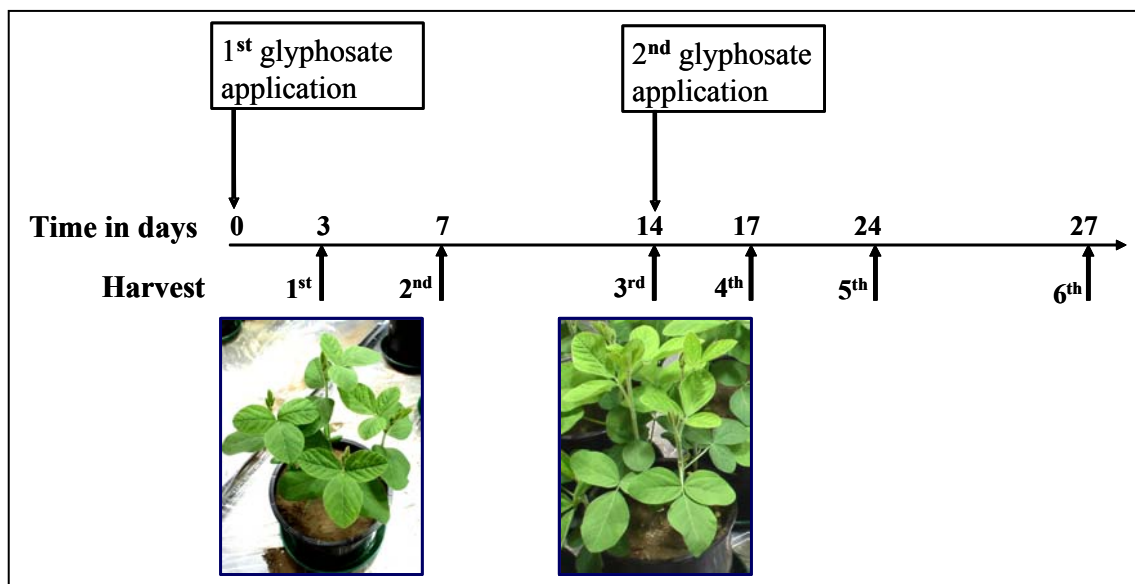 1st glyphosate
application
2nd glyphosate
application
Time in days 0 3 7 14 17 24 27
Harvest 1st 2nd 3rd 4th 5th 6th